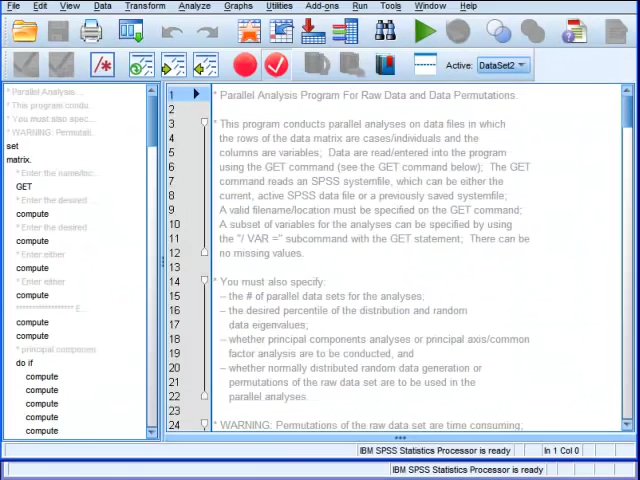 File Edit View Data Transform Analyze Graphs Utilities Add-ons Run Tools Window Help
Active: DataSet2
* Parallel Analysis...
* This program condu...
* You must also spec...
* WARNING: Permutati...
set
matrix.
* Enter the name/loc...
GET
* Enter the desired ...
compute
* Enter the desired ...
compute
* Enter either
compute
* Enter either
compute
****************** E...
compute
compute
* principal componen...
do if
compute
compute
compute
compute
compute
1 * Parallel Analysis Program For Raw Data and Data Permutations.
2
3 * This program conducts parallel analyses on data files in which
4 the rows of the data matrix are cases/individuals and the
5 columns are variables; Data are read/entered into the program
6 using the GET command (see the GET command below); The GET
7 command reads an SPSS systemfile, which can be either the
8 current, active SPSS data file or a previously saved systemfile;
9 A valid filename/location must be specified on the GET command;
10 A subset of variables for the analyses can be specified by using
11 the "/ VAR =" subcommand with the GET statement; There can be
12 no missing values.
13
14 * You must also specify:
15 -- the # of parallel data sets for the analyses;
16 -- the desired percentile of the distribution and random
17 data eigenvalues;
18 -- whether principal components analyses or principal axis/common
19 factor analysis are to be conducted, and
20 -- whether normally distributed random data generation or
21 permutations of the raw data set are to be used in the
22 parallel analyses.
23
24 * WARNING: Permutations of the raw data set are time consuming;
IBM SPSS Statistics Processor is ready In 1 Col 0
IBM SPSS Statistics Processor is ready